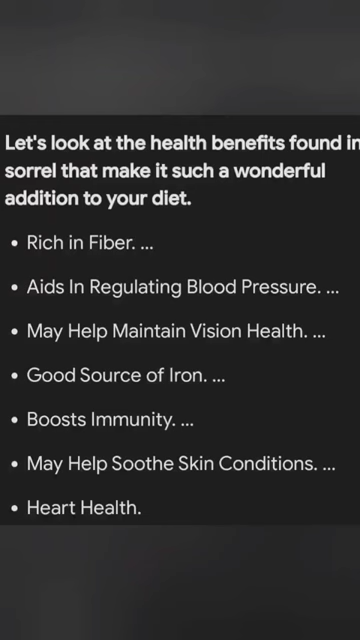 Let's look at the health benefits found in
sorrel that make it such a wonderful
addition to your diet.
• Rich in Fiber. ...
• Aids In Regulating Blood Pressure. ...
• May Help Maintain Vision Health. ...
• Good Source of Iron. ...
• Boosts Immunity. ...
• May Help Soothe Skin Conditions. ...
• Heart Health.